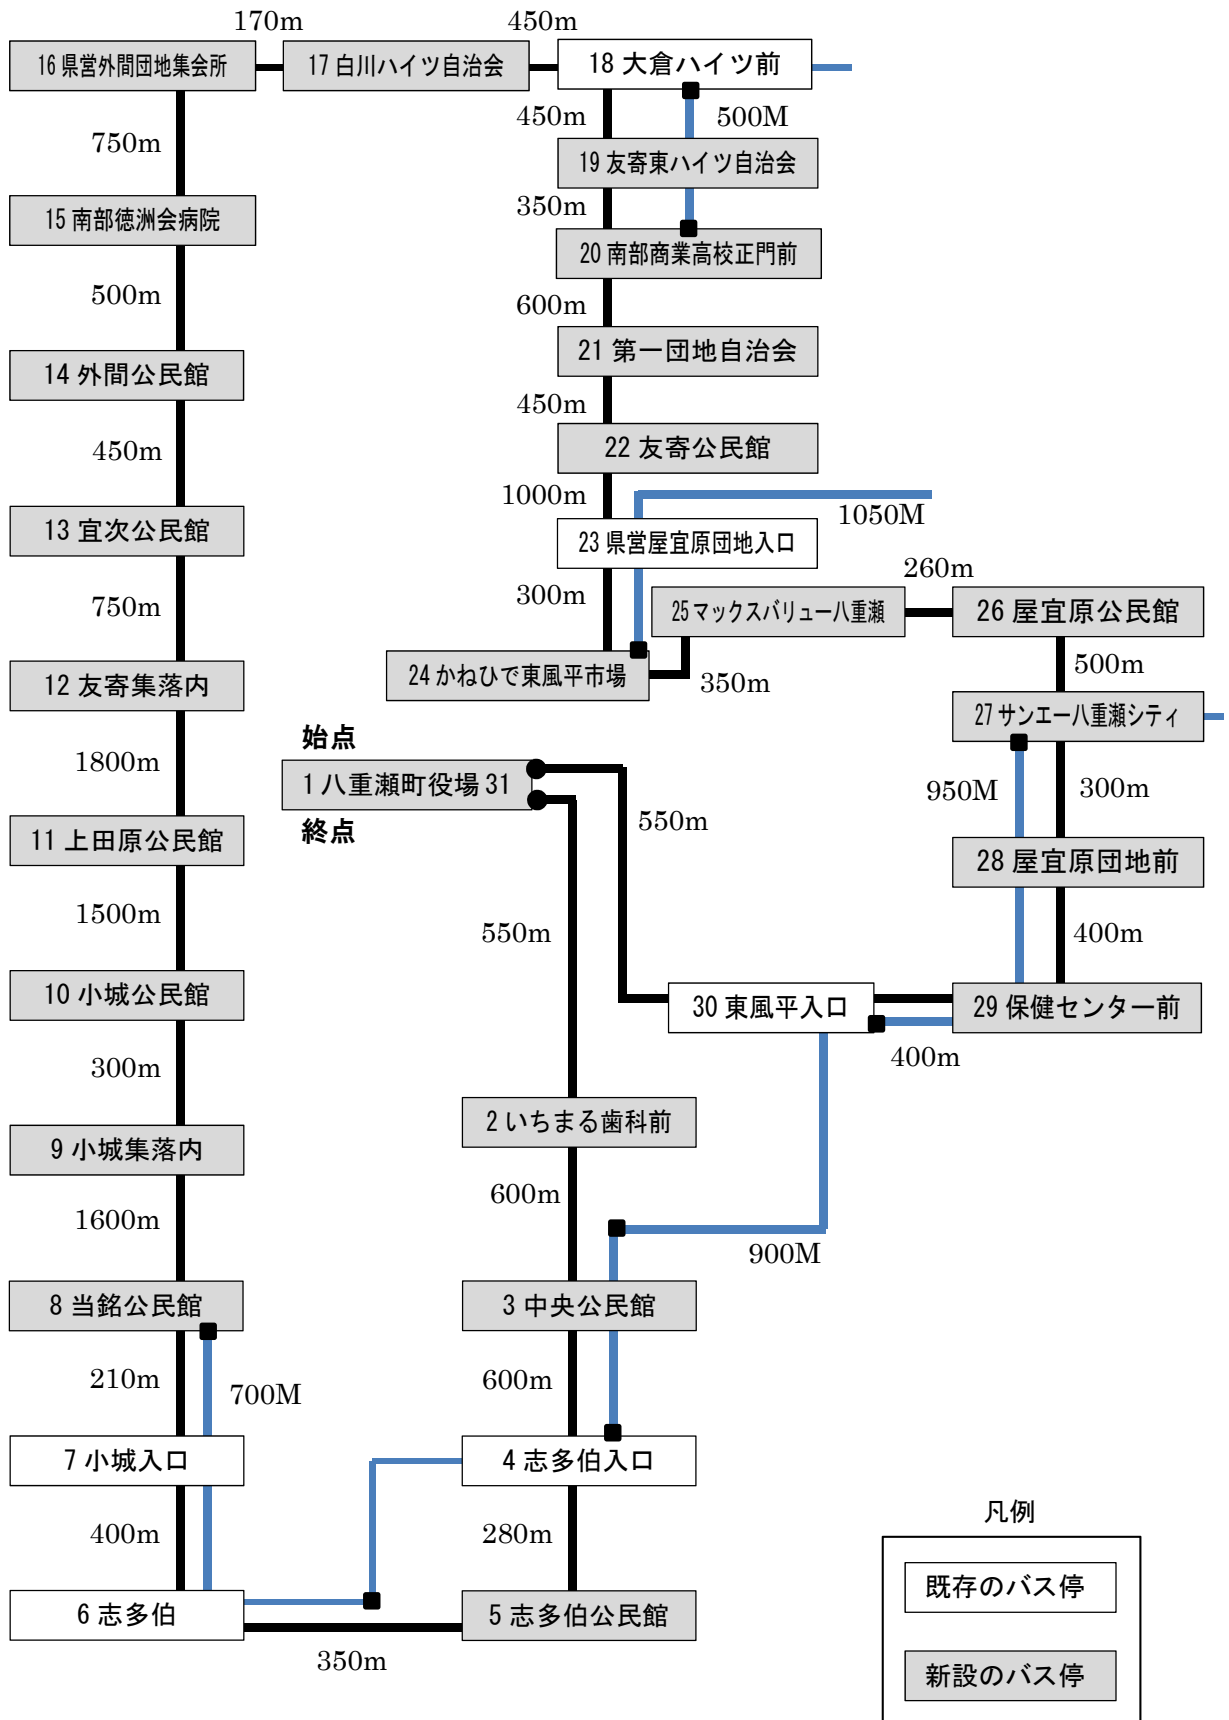 170m
450m
16 県営外間団地集会所
17 白川ハイツ自治会
18 大倉ハイツ前
450m
500M
750m
19 友寄東ハイツ自治会
350m
15 南部徳洲会病院
20 南部商業高校正門前
500m
600m
21 第一団地自治会
14 外間公民館
450m
22 友寄公民館
450m
1000m
1050M
13 宜次公民館
23 県営屋宜原団地入口
260m
750m
300m
25 マックスバリュー八重瀬
26 屋宜原公民館
12 友寄集落内
24 かねひで東風平市場
350m
500m
27 サンエー八重瀬シティ
始点
1800m
1 八重瀬町役場 31
950M
300m
終点
550m
11 上田原公民館
28 屋宜原団地前
1500m
550m
400m
10 小城公民館
30 東風平入口
29 保健センター前
300m
400m
2 いちまる歯科前
9 小城集落内
600m
1600m
900M
8 当銘公民館
3 中央公民館
210m
700M
600m
7 小城入口
4 志多伯入口
400m
280m
凡例
既存のバス停
6 志多伯
5 志多伯公民館
350m
新設のバス停